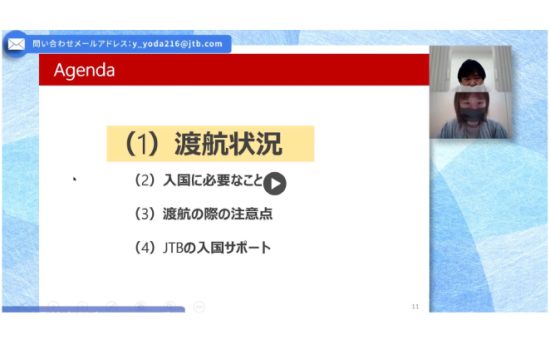 問い合わせメールアドレス：y_yoda216@jtb.com
Agenda
（1）渡航状況
（2）入国に必要なこと
（3）渡航の際の注意点
（4）JTBの入国サポート
11